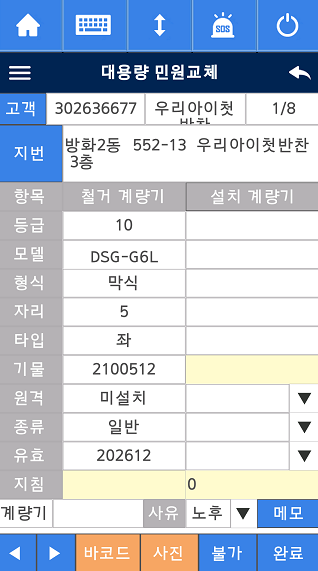 SOS
대용량 민원교체
고객 302636677 우리아이첫 1/8
반찬
지번 방화2동 552-13 우리아이첫반찬
3층
항목 철거 계량기 설치 계량기
등급 10
모델 DSG-G6L
형식 막식
자리 5
타입 좌
기물 2100512
원격 미설치
종류 일반
유효 202612
지침 0
계량기 사유 노후 메모
바코드 사진 불가 완료